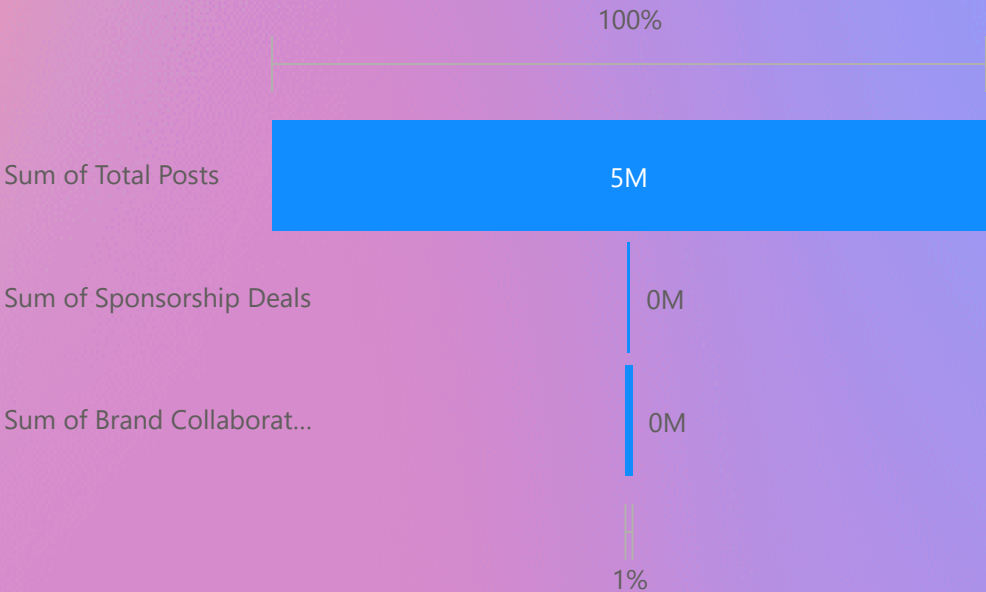 100%
Sum of Total Posts
5M
Sum of Sponsorship Deals
0M
Sum of Brand Collaborat...
0M
1%